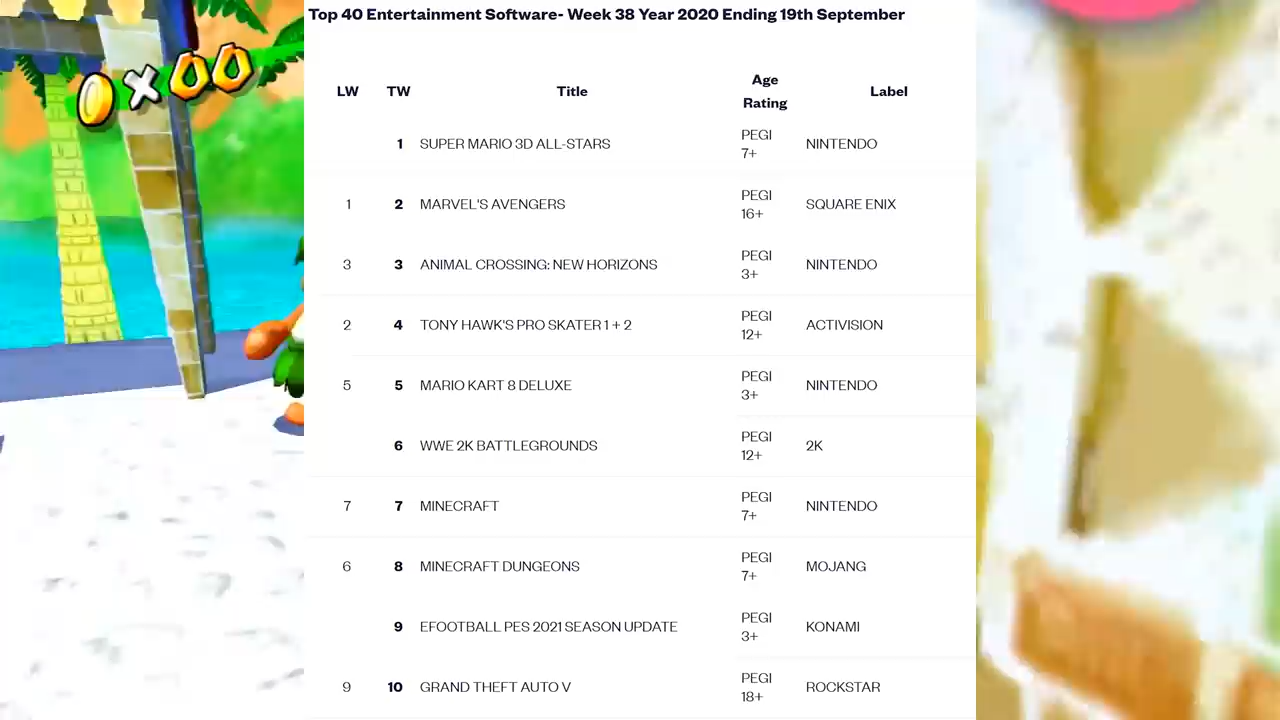 Top 40 Entertainment Software- Week 38 Year 2020 Ending 19th September
0×00
LW TW Title Age Rating Label
1 SUPER MARIO 3D ALL-STARS PEGI 7+ NINTENDO
1 2 MARVEL'S AVENGERS PEGI 16+ SQUARE ENIX
3 3 ANIMAL CROSSING: NEW HORIZONS PEGI 3+ NINTENDO
2 4 TONY HAWK'S PRO SKATER 1 + 2 PEGI 12+ ACTIVISION
5 5 MARIO KART 8 DELUXE PEGI 3+ NINTENDO
6 WWE 2K BATTLEGROUNDS PEGI 12+ 2K
7 7 MINECRAFT PEGI 7+ NINTENDO
6 8 MINECRAFT DUNGEONS PEGI 7+ MOJANG
9 EFOOTBALL PES 2021 SEASON UPDATE PEGI 3+ KONAMI
9 10 GRAND THEFT AUTO V PEGI 18+ ROCKSTAR